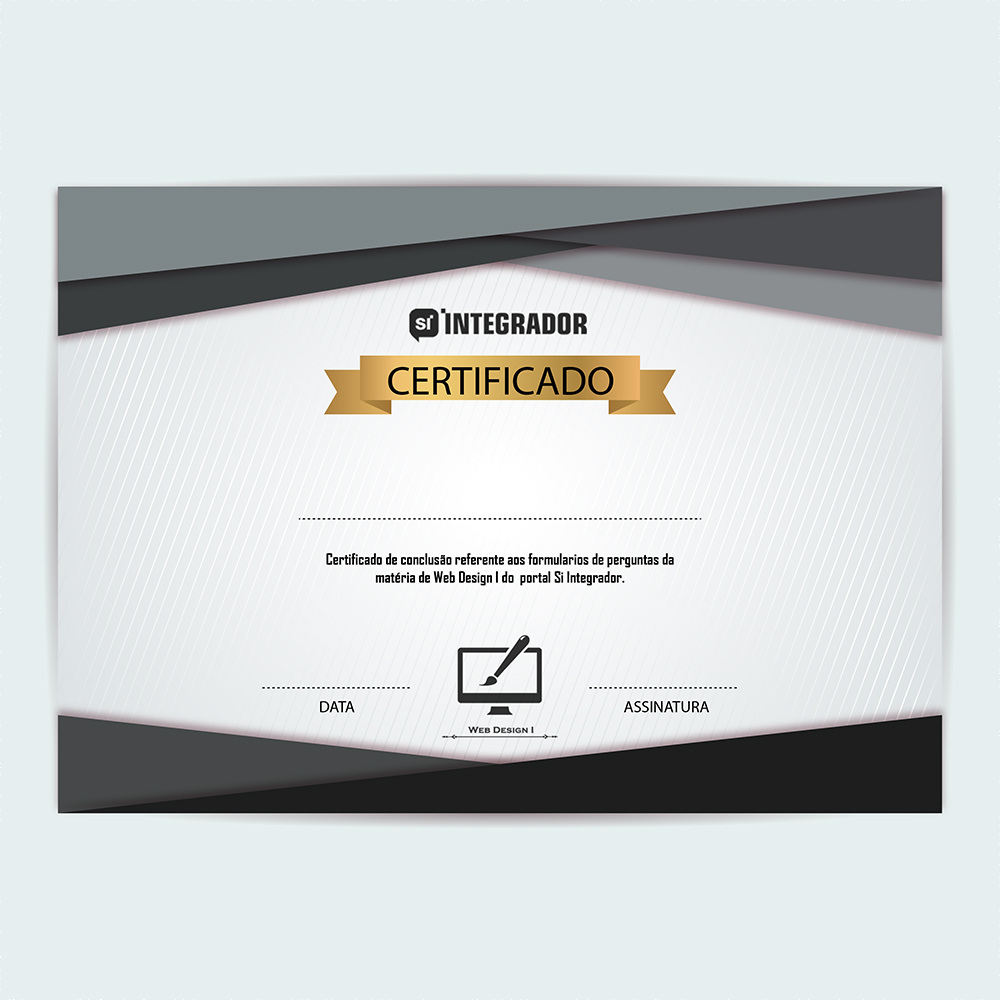 Si INTEGRADOR
CERTIFICADO
Certificado de conclusão referente aos formularios de perguntas da
matéria de Web Design I do portal Si Integrador.
DATA
ASSINATURA
Web Design I